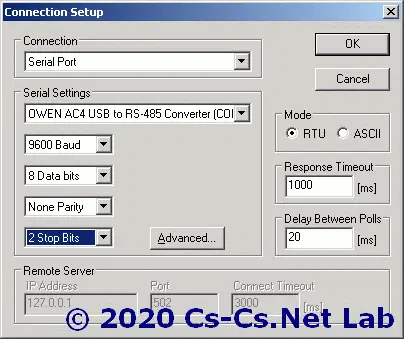 Connection Setup
Connection
Serial Port
OK
Cancel
Serial Settings
OWEN AC4 USB to RS-485 Converter (COI
9600 Baud
8 Data bits
None Parity
2 Stop Bits
Advanced...
Mode
RTU ASCII
Response Timeout
1000 [ms]
Delay Between Polls
20 [ms]
Remote Server
IP Address Port Connect Timeout
127.0.0.1 502 3000 [ms]
© 2020 Cs-Cs.Net Lab